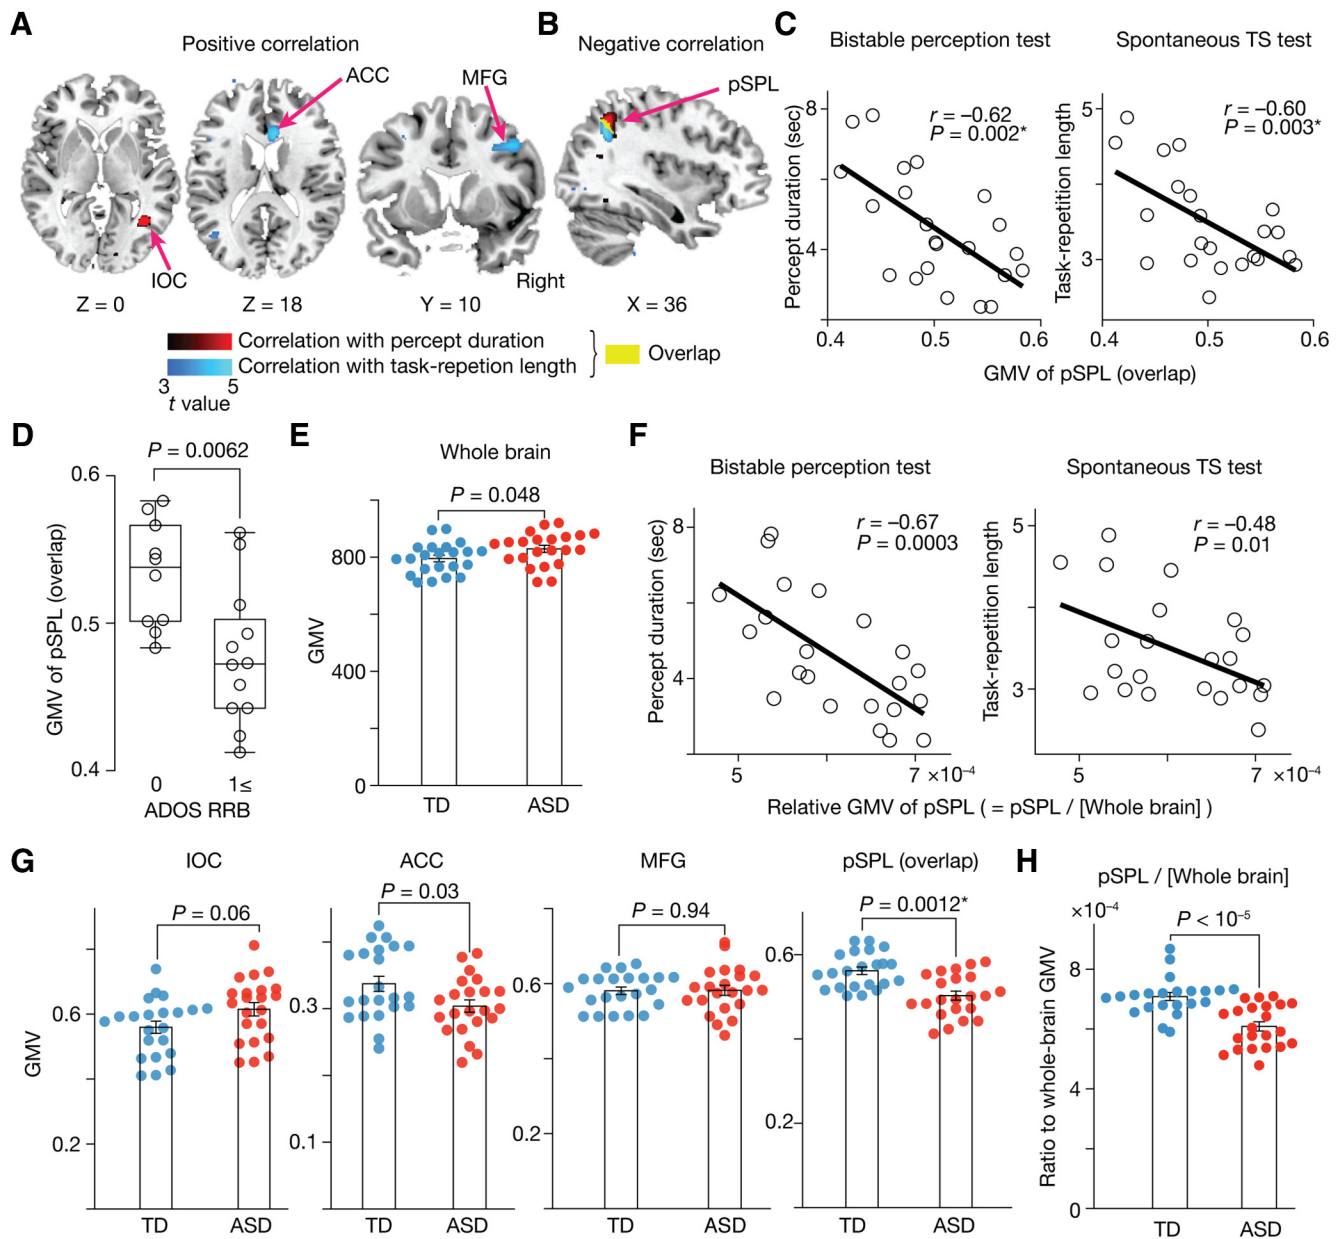 A
Positive correlation
ACC
MFG
IOC
Right
Z = 0
Z = 18
Y = 10
B
Negative correlation
pSPL
X = 36
Correlation with percept duration
Correlation with task-repetion length
Overlap
3
5
t value
C
Bistable perception test
Spontaneous TS test
r = –0.62
P = 0.002*
r = –0.60
P = 0.003*
Percept duration (sec)
8
4
0.4
0.5
0.6
Task-repetition length
5
3
0.4
0.5
0.6
GMV of pSPL (overlap)
D
P = 0.0062
GMV of pSPL (overlap)
0.6
0.5
0.4
0
1≤
ADOS RRB
E
Whole brain
P = 0.048
GMV
800
400
0
TD
ASD
F
Bistable perception test
Spontaneous TS test
r = –0.67
P = 0.0003
r = –0.48
P = 0.01
Percept duration (sec)
8
4
5
7 ×10⁻⁴
Task-repetition length
5
3
5
7 ×10⁻⁴
Relative GMV of pSPL ( = pSPL / [Whole brain] )
G
IOC
P = 0.06
GMV
0.6
0.2
TD
ASD
ACC
P = 0.03
0.3
0.1
TD
ASD
MFG
P = 0.94
0.6
0.2
TD
ASD
pSPL (overlap)
P = 0.0012*
0.6
0.2
TD
ASD
H
pSPL / [Whole brain]
×10⁻⁴
P < 10⁻⁵
Ratio to whole-brain GMV
8
4
0
TD
ASD